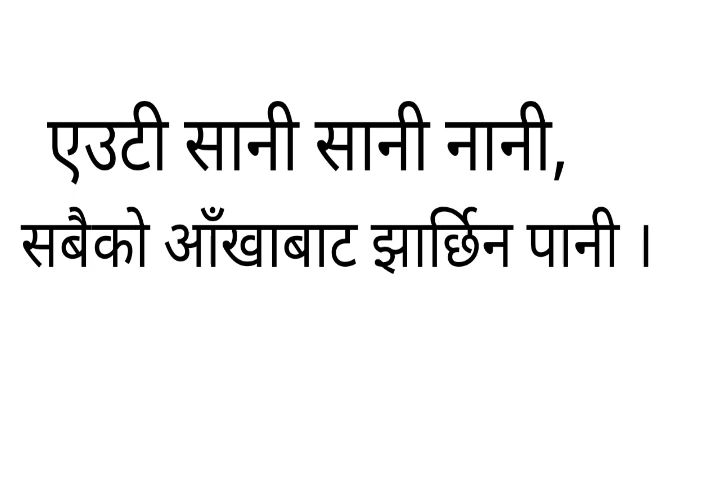 एउटी सानी सानी नानी,
सबैको आँखाबाट झार्छिन पानी ।